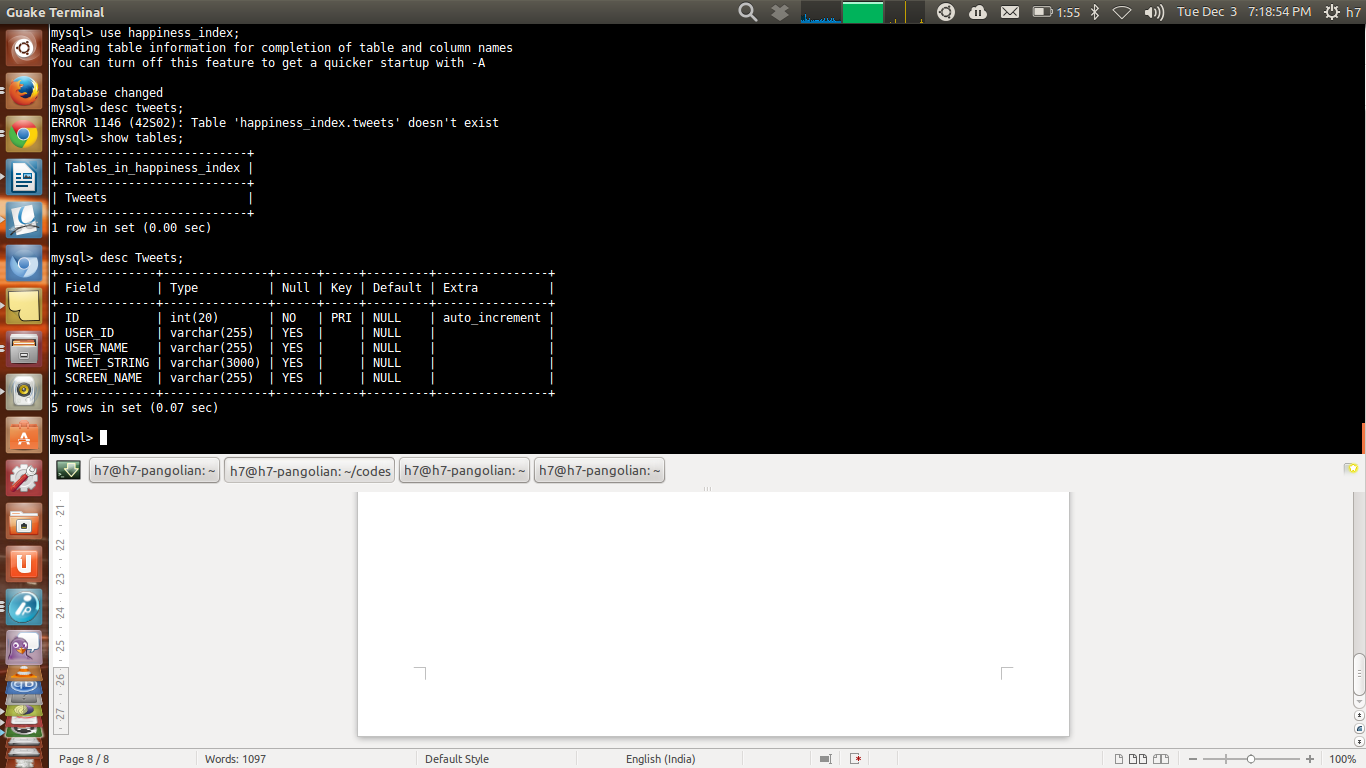 Guake Terminal
1:55
Tue Dec 3 7:18:54 PM
h7
mysql> use happiness_index;
Reading table information for completion of table and column names
You can turn off this feature to get a quicker startup with -A
Database changed
mysql> desc tweets;
ERROR 1146 (42S02): Table 'happiness_index.tweets' doesn't exist
mysql> show tables;
+---------------------------+
| Tables_in_happiness_index |
+---------------------------+
| Tweets                    |
+---------------------------+
1 row in set (0.00 sec)
mysql> desc Tweets;
+--------------+---------------+------+-----+---------+----------------+
| Field        | Type          | Null | Key | Default | Extra          |
+--------------+---------------+------+-----+---------+----------------+
| ID           | int(20)       | NO   | PRI | NULL    | auto_increment |
| USER_ID      | varchar(255)  | YES  |     | NULL    |                |
| USER_NAME    | varchar(255)  | YES  |     | NULL    |                |
| TWEET_STRING | varchar(3000) | YES  |     | NULL    |                |
| SCREEN_NAME  | varchar(255)  | YES  |     | NULL    |                |
+--------------+---------------+------+-----+---------+----------------+
5 rows in set (0.07 sec)
mysql>
h7@h7-pangolian: ~
h7@h7-pangolian: ~/codes
h7@h7-pangolian: ~
h7@h7-pangolian: ~
21
22
23
24
25
26
27
Page 8 / 8
Words: 1097
Default Style
English (India)
100%